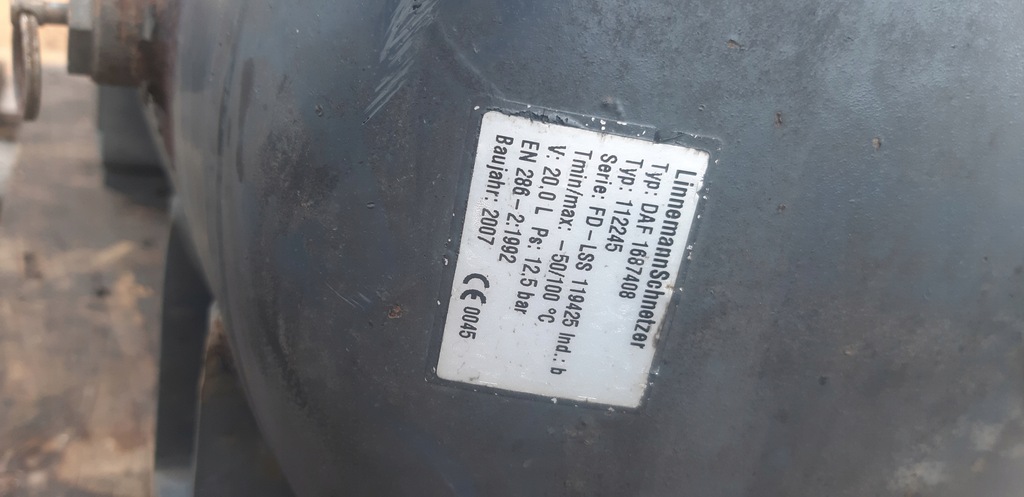 LinnemannSchnetzer
Typ: DAF 1687408
Typ: 112245
Serie: FD-LSS 119425 Ind.: b
Tmin/max: -50/100 °C
V: 20.0 L Ps: 12.5 bar
EN 286-2:1992
Baujahr: 2007 CE 0045